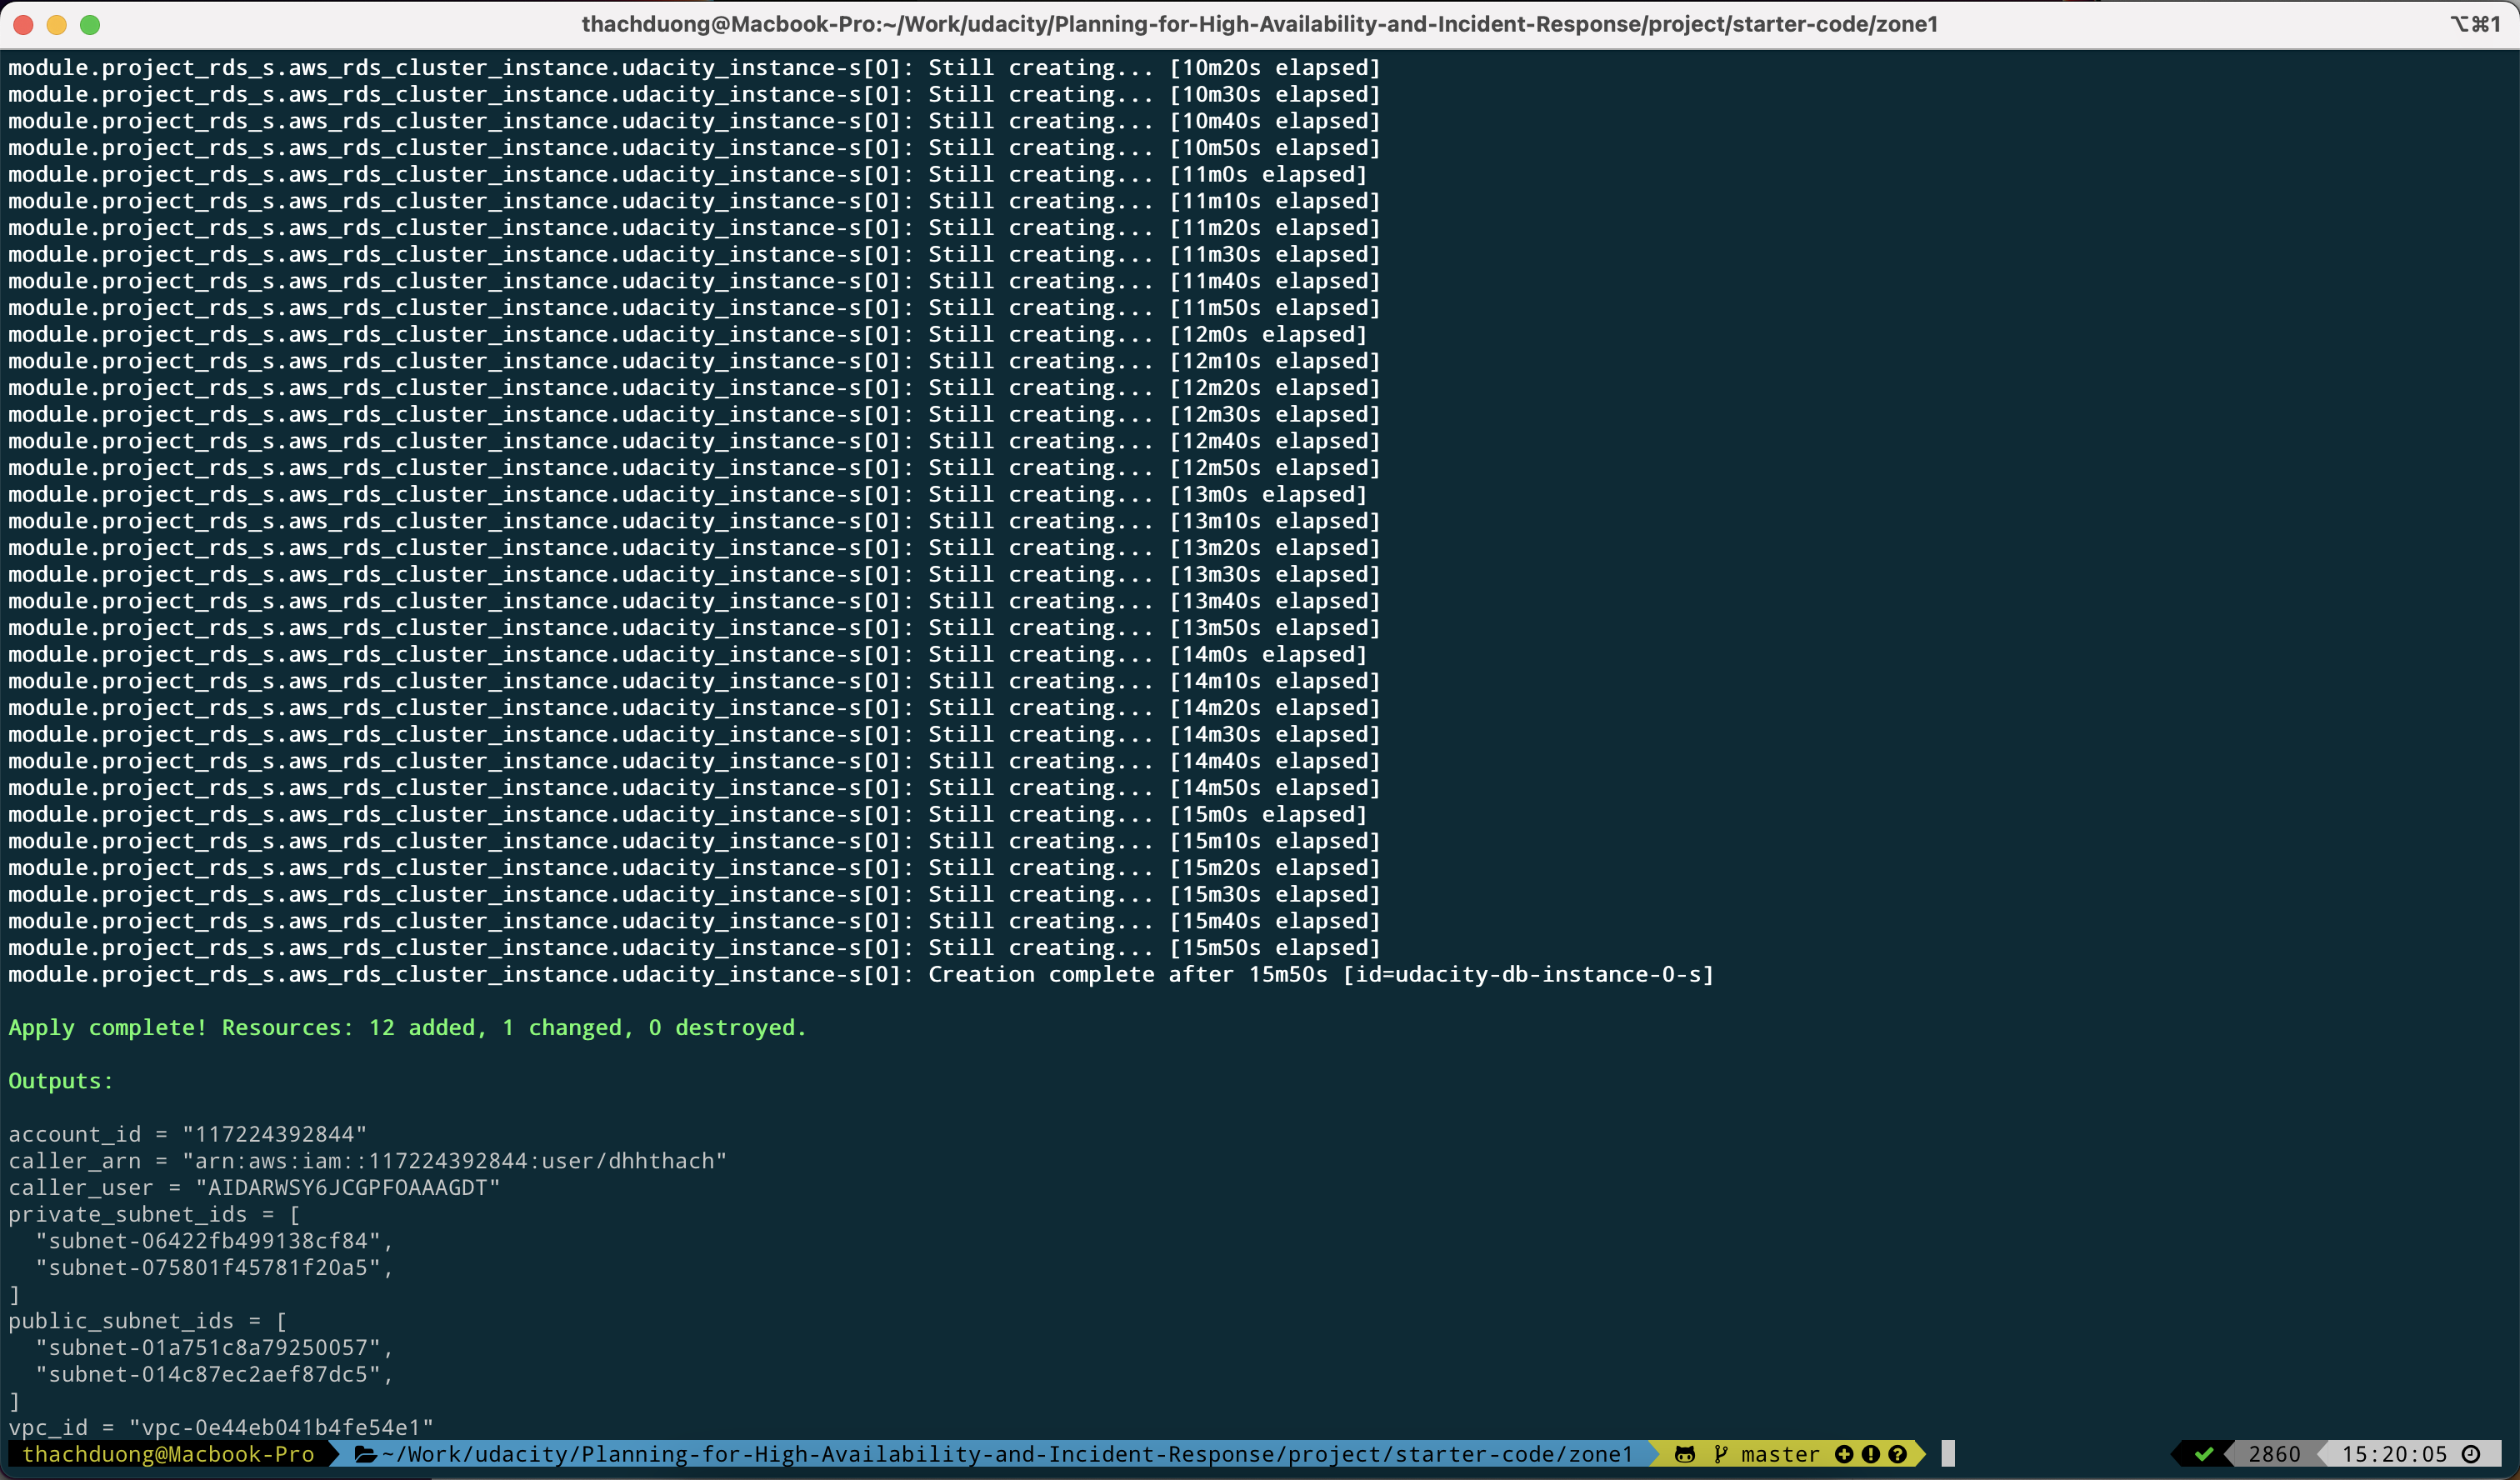 thachduong@Macbook-Pro:~/Work/udacity/Planning-for-High-Availability-and-Incident-Response/project/starter-code/zone1 ⌥⌘1
module.project_rds_s.aws_rds_cluster_instance.udacity_instance-s[0]: Still creating... [10m20s elapsed]
module.project_rds_s.aws_rds_cluster_instance.udacity_instance-s[0]: Still creating... [10m30s elapsed]
module.project_rds_s.aws_rds_cluster_instance.udacity_instance-s[0]: Still creating... [10m40s elapsed]
module.project_rds_s.aws_rds_cluster_instance.udacity_instance-s[0]: Still creating... [10m50s elapsed]
module.project_rds_s.aws_rds_cluster_instance.udacity_instance-s[0]: Still creating... [11m0s elapsed]
module.project_rds_s.aws_rds_cluster_instance.udacity_instance-s[0]: Still creating... [11m10s elapsed]
module.project_rds_s.aws_rds_cluster_instance.udacity_instance-s[0]: Still creating... [11m20s elapsed]
module.project_rds_s.aws_rds_cluster_instance.udacity_instance-s[0]: Still creating... [11m30s elapsed]
module.project_rds_s.aws_rds_cluster_instance.udacity_instance-s[0]: Still creating... [11m40s elapsed]
module.project_rds_s.aws_rds_cluster_instance.udacity_instance-s[0]: Still creating... [11m50s elapsed]
module.project_rds_s.aws_rds_cluster_instance.udacity_instance-s[0]: Still creating... [12m0s elapsed]
module.project_rds_s.aws_rds_cluster_instance.udacity_instance-s[0]: Still creating... [12m10s elapsed]
module.project_rds_s.aws_rds_cluster_instance.udacity_instance-s[0]: Still creating... [12m20s elapsed]
module.project_rds_s.aws_rds_cluster_instance.udacity_instance-s[0]: Still creating... [12m30s elapsed]
module.project_rds_s.aws_rds_cluster_instance.udacity_instance-s[0]: Still creating... [12m40s elapsed]
module.project_rds_s.aws_rds_cluster_instance.udacity_instance-s[0]: Still creating... [12m50s elapsed]
module.project_rds_s.aws_rds_cluster_instance.udacity_instance-s[0]: Still creating... [13m0s elapsed]
module.project_rds_s.aws_rds_cluster_instance.udacity_instance-s[0]: Still creating... [13m10s elapsed]
module.project_rds_s.aws_rds_cluster_instance.udacity_instance-s[0]: Still creating... [13m20s elapsed]
module.project_rds_s.aws_rds_cluster_instance.udacity_instance-s[0]: Still creating... [13m30s elapsed]
module.project_rds_s.aws_rds_cluster_instance.udacity_instance-s[0]: Still creating... [13m40s elapsed]
module.project_rds_s.aws_rds_cluster_instance.udacity_instance-s[0]: Still creating... [13m50s elapsed]
module.project_rds_s.aws_rds_cluster_instance.udacity_instance-s[0]: Still creating... [14m0s elapsed]
module.project_rds_s.aws_rds_cluster_instance.udacity_instance-s[0]: Still creating... [14m10s elapsed]
module.project_rds_s.aws_rds_cluster_instance.udacity_instance-s[0]: Still creating... [14m20s elapsed]
module.project_rds_s.aws_rds_cluster_instance.udacity_instance-s[0]: Still creating... [14m30s elapsed]
module.project_rds_s.aws_rds_cluster_instance.udacity_instance-s[0]: Still creating... [14m40s elapsed]
module.project_rds_s.aws_rds_cluster_instance.udacity_instance-s[0]: Still creating... [14m50s elapsed]
module.project_rds_s.aws_rds_cluster_instance.udacity_instance-s[0]: Still creating... [15m0s elapsed]
module.project_rds_s.aws_rds_cluster_instance.udacity_instance-s[0]: Still creating... [15m10s elapsed]
module.project_rds_s.aws_rds_cluster_instance.udacity_instance-s[0]: Still creating... [15m20s elapsed]
module.project_rds_s.aws_rds_cluster_instance.udacity_instance-s[0]: Still creating... [15m30s elapsed]
module.project_rds_s.aws_rds_cluster_instance.udacity_instance-s[0]: Still creating... [15m40s elapsed]
module.project_rds_s.aws_rds_cluster_instance.udacity_instance-s[0]: Still creating... [15m50s elapsed]
module.project_rds_s.aws_rds_cluster_instance.udacity_instance-s[0]: Creation complete after 15m50s [id=udacity-db-instance-0-s]
Apply complete! Resources: 12 added, 1 changed, 0 destroyed.
Outputs:
account_id = "117224392844"
caller_arn = "arn:aws:iam::117224392844:user/dhhthach"
caller_user = "AIDARWSY6JCGPFOAAAGDT"
private_subnet_ids = [
  "subnet-06422fb499138cf84",
  "subnet-075801f45781f20a5",
]
public_subnet_ids = [
  "subnet-01a751c8a79250057",
  "subnet-014c87ec2aef87dc5",
]
vpc_id = "vpc-0e44eb041b4fe54e1"
thachduong@Macbook-Pro ~/Work/udacity/Planning-for-High-Availability-and-Incident-Response/project/starter-code/zone1 master ✔ 2860 15:20:05